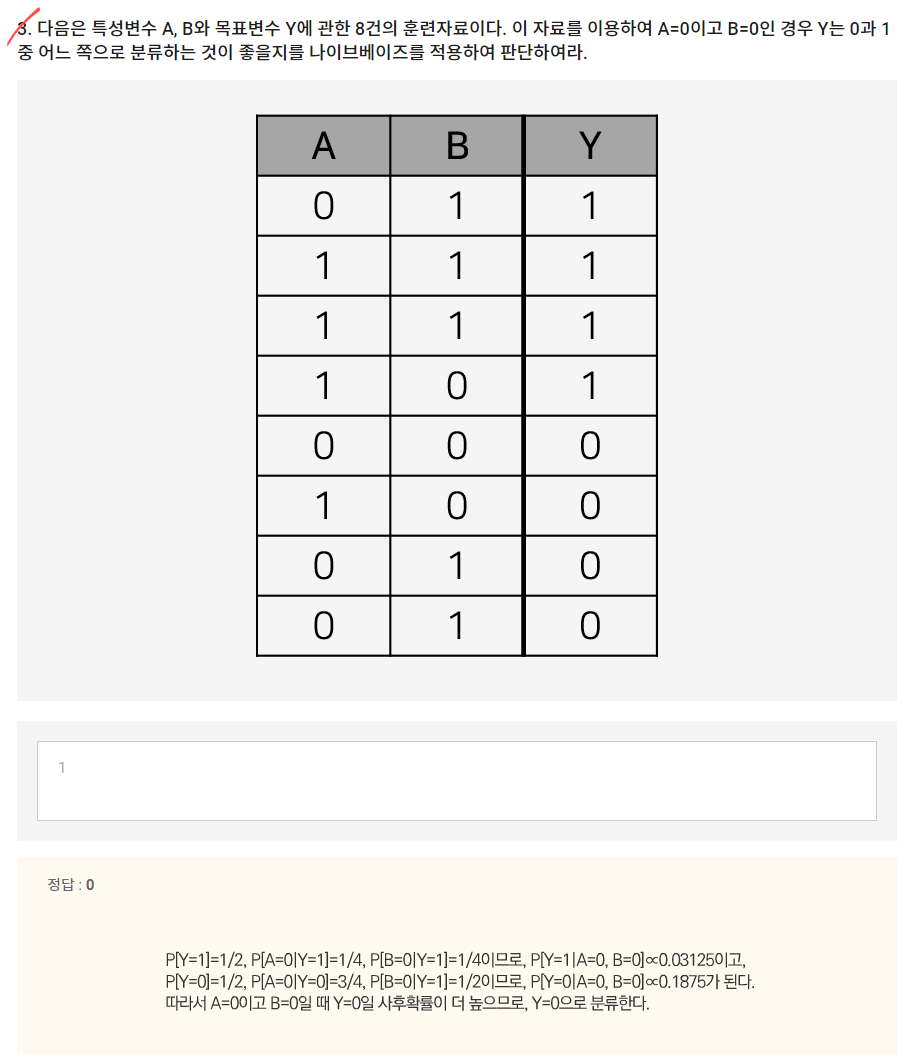 3. 다음은 특성변수 A, B와 목표변수 Y에 관한 8건의 훈련자료이다. 이 자료를 이용하여 A=0이고 B=0인 경우 Y는 0과 1
중 어느 쪽으로 분류하는 것이 좋을지를 나이브베이즈를 적용하여 판단하여라.
A B Y
0 1 1
1 1 1
1 1 1
1 0 1
0 0 0
1 0 0
0 1 0
0 1 0
1
정답 : 0
P[Y=1]=1/2, P[A=0|Y=1]=1/4, P[B=0|Y=1]=1/4이므로, P[Y=1|A=0, B=0]∝0.03125이고,
P[Y=0]=1/2, P[A=0|Y=0]=3/4, P[B=0|Y=1]=1/2이므로, P[Y=0|A=0, B=0]∝0.1875가 된다.
따라서 A=0이고 B=0일 때 Y=0일 사후확률이 더 높으므로, Y=0으로 분류한다.